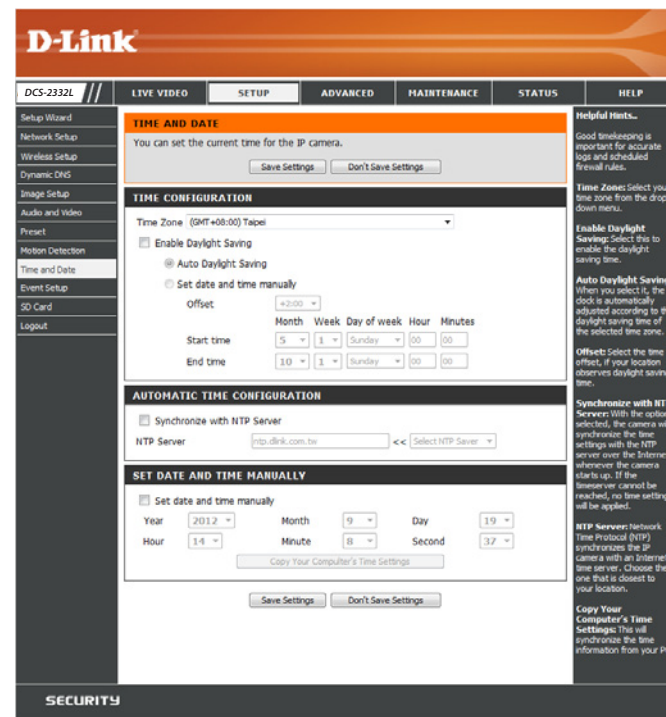 D-Link
DCS-2332L
LIVE VIDEO SETUP ADVANCED MAINTENANCE STATUS HELP
Setup Wizard
Network Setup
Wireless Setup
Dynamic DNS
Image Setup
Audio and Video
Preset
Motion Detection
Time and Date
Event Setup
SD Card
Logout
TIME AND DATE
You can set the current time for the IP camera.
Save Settings Don't Save Settings
TIME CONFIGURATION
Time Zone (GMT+08:00) Taipei
Enable Daylight Saving
Auto Daylight Saving
Set date and time manually
Offset +2:00
Month Week Day of week Hour Minutes
Start time 5 1 Sunday 00 00
End time 10 1 Sunday 00 00
AUTOMATIC TIME CONFIGURATION
Synchronize with NTP Server
NTP Server ntp.dlink.com.tw << Select NTP Saver
SET DATE AND TIME MANUALLY
Set date and time manually
Year 2012 Month 9 Day 19
Hour 14 Minute 8 Second 37
Copy Your Computer's Time Settings
Save Settings Don't Save Settings
Helpful Hints..
Good timekeeping is
important for accurate
logs and scheduled
firewall rules.
Time Zone: Select you
time zone from the drop
down menu.
Enable Daylight
Saving: Select this to
enable the daylight
saving time.
Auto Daylight Saving
When you select it, the
clock is automatically
adjusted according to th
daylight saving time of
the selected time zone.
Offset: Select the time
offset, if your location
observes daylight savin
time.
Synchronize with NT
Server: With the option
selected, the camera wi
synchronize the time
settings with the NTP
server over the Interne
whenever the camera
starts up. If the
timeserver cannot be
reached, no time setting
will be applied.
NTP Server: Network
Time Protocol (NTP)
synchronizes the IP
camera with an Internet
time server. Choose the
one that is closest to
your location.
Copy Your
Computer's Time
Settings: This will
synchronize the time
information from your P
SECURITY